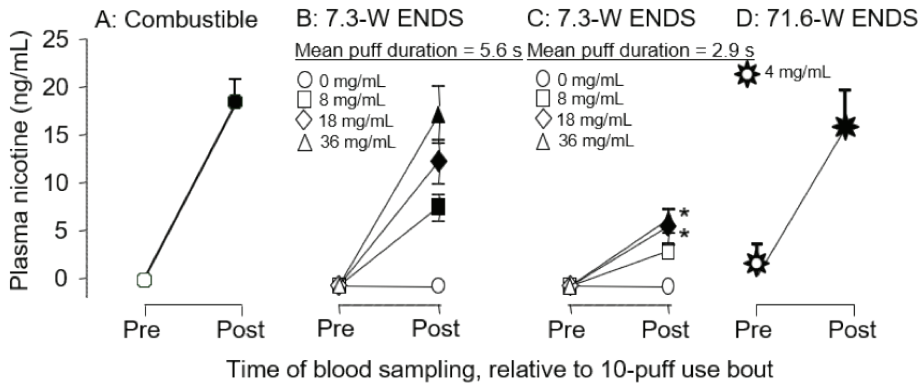 A: Combustible
B: 7.3-W ENDS
C: 7.3-W ENDS
D: 71.6-W ENDS
Mean puff duration = 5.6 s
Mean puff duration = 2.9 s
0 mg/mL
8 mg/mL
18 mg/mL
36 mg/mL
0 mg/mL
8 mg/mL
18 mg/mL
36 mg/mL
4 mg/mL
Plasma nicotine (ng/mL)
25
20
15
10
5
0
*
*
Pre Post
Pre Post
Pre Post
Pre Post
Time of blood sampling, relative to 10-puff use bout